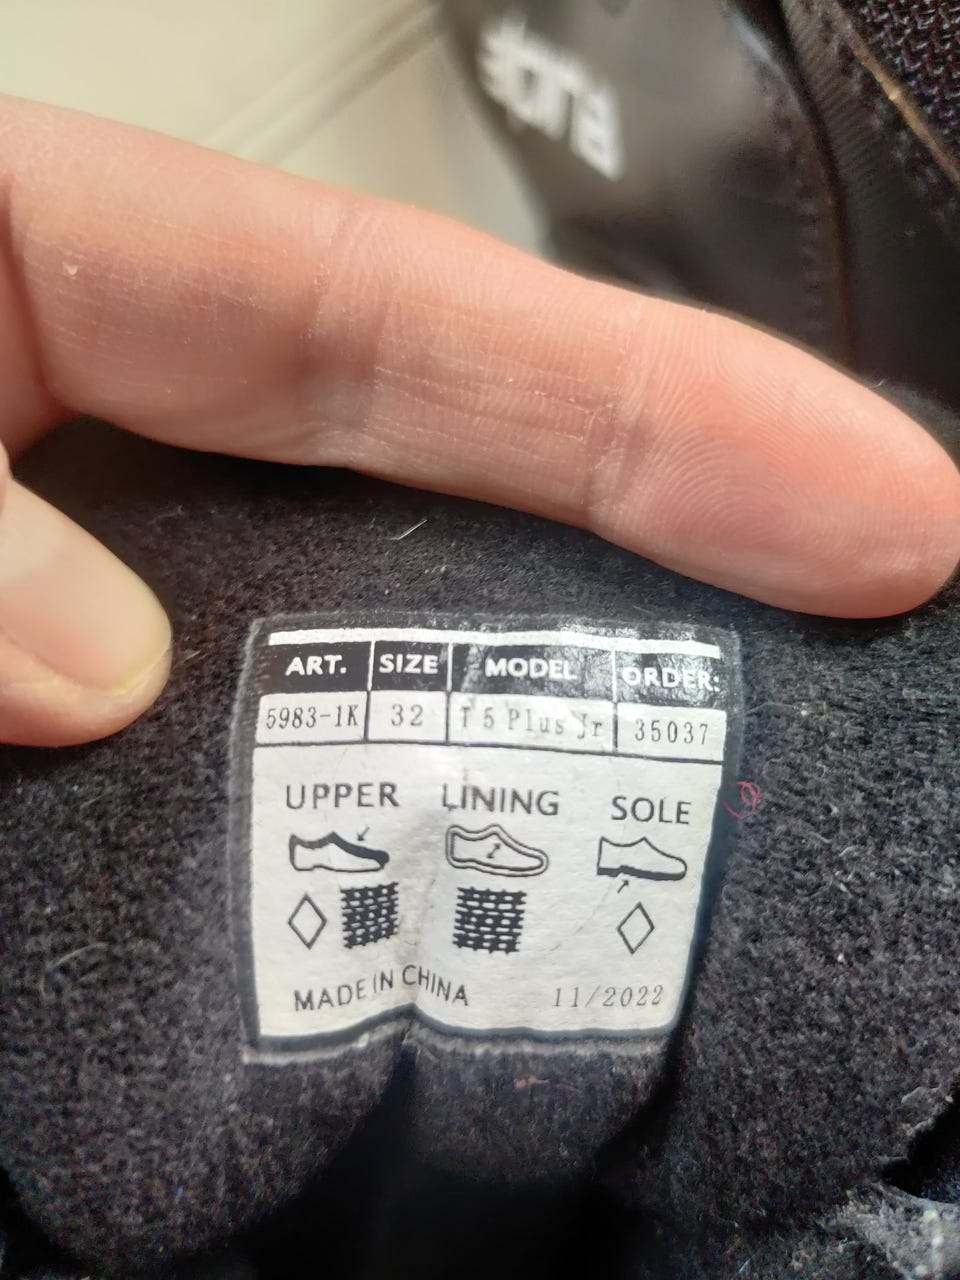 ART. SIZE MODEL ORDER:
5983-1K 32 T 5 Plus Jr 35037
UPPER LINING SOLE
MADE IN CHINA 11/2022